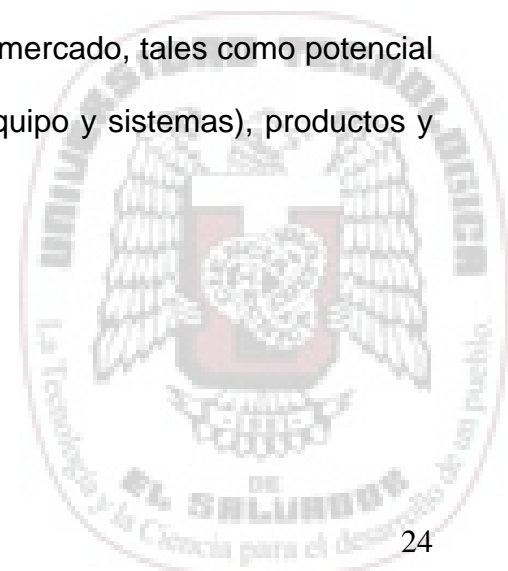 mercado, tales como potencial
quipo y sistemas), productos y
UNIVERSIDAD TECNOLOGICA
La Tecnología y la Ciencia para el desarrollo de un pueblo.
DE
EL SALVADOR
24